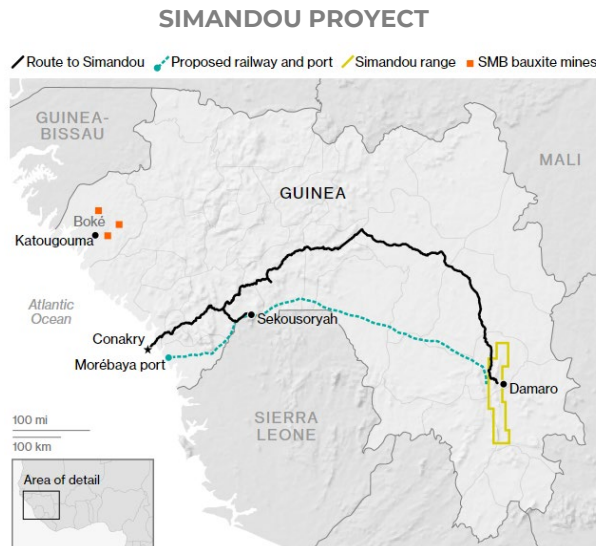 SIMANDOU PROYECT
Route to Simandou Proposed railway and port Simandou range SMB bauxite mines
GUINEA-
BISSAU
MALI
GUINEA
Boké
Katougouma
Atlantic
Ocean
Sekousoryah
Conakry
Morébaya port
Damaro
SIERRA
LEONE
100 mi
100 km
Area of detail